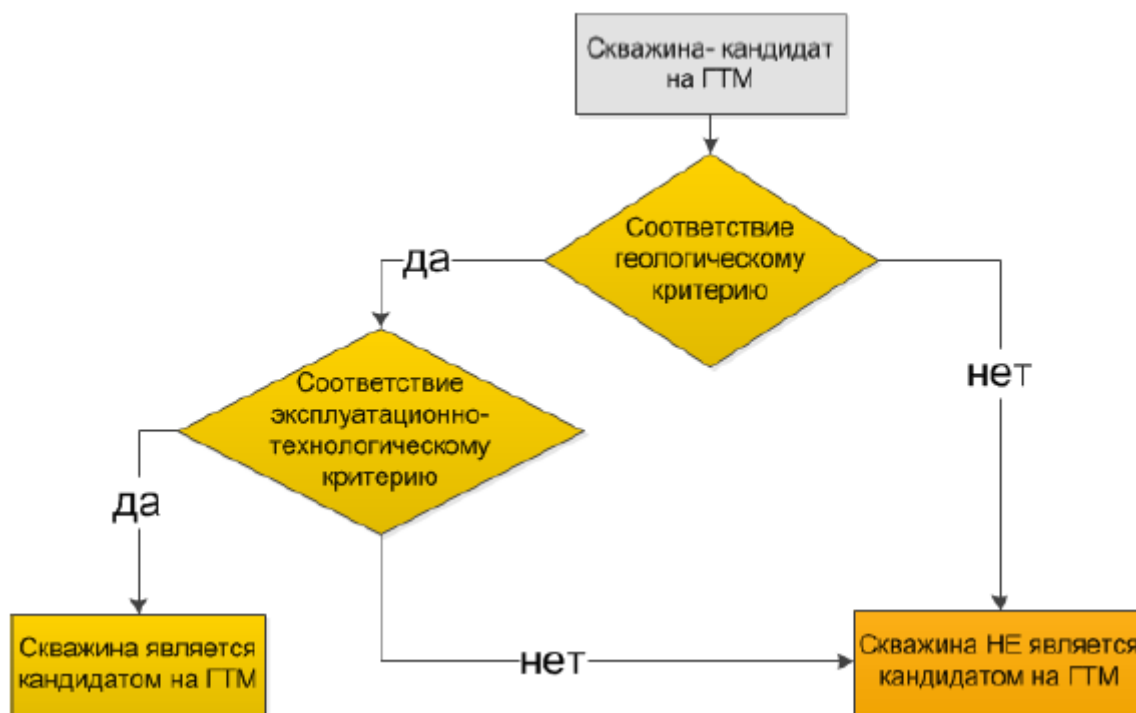 Скважина- кандидат
на ГТМ
Соответствие
геологическому
критерию
да
нет
Соответствие
эксплуатационно-
технологическому
критерию
да
нет
Скважина является
кандидатом на ГТМ
Скважина НЕ является
кандидатом на ГТМ